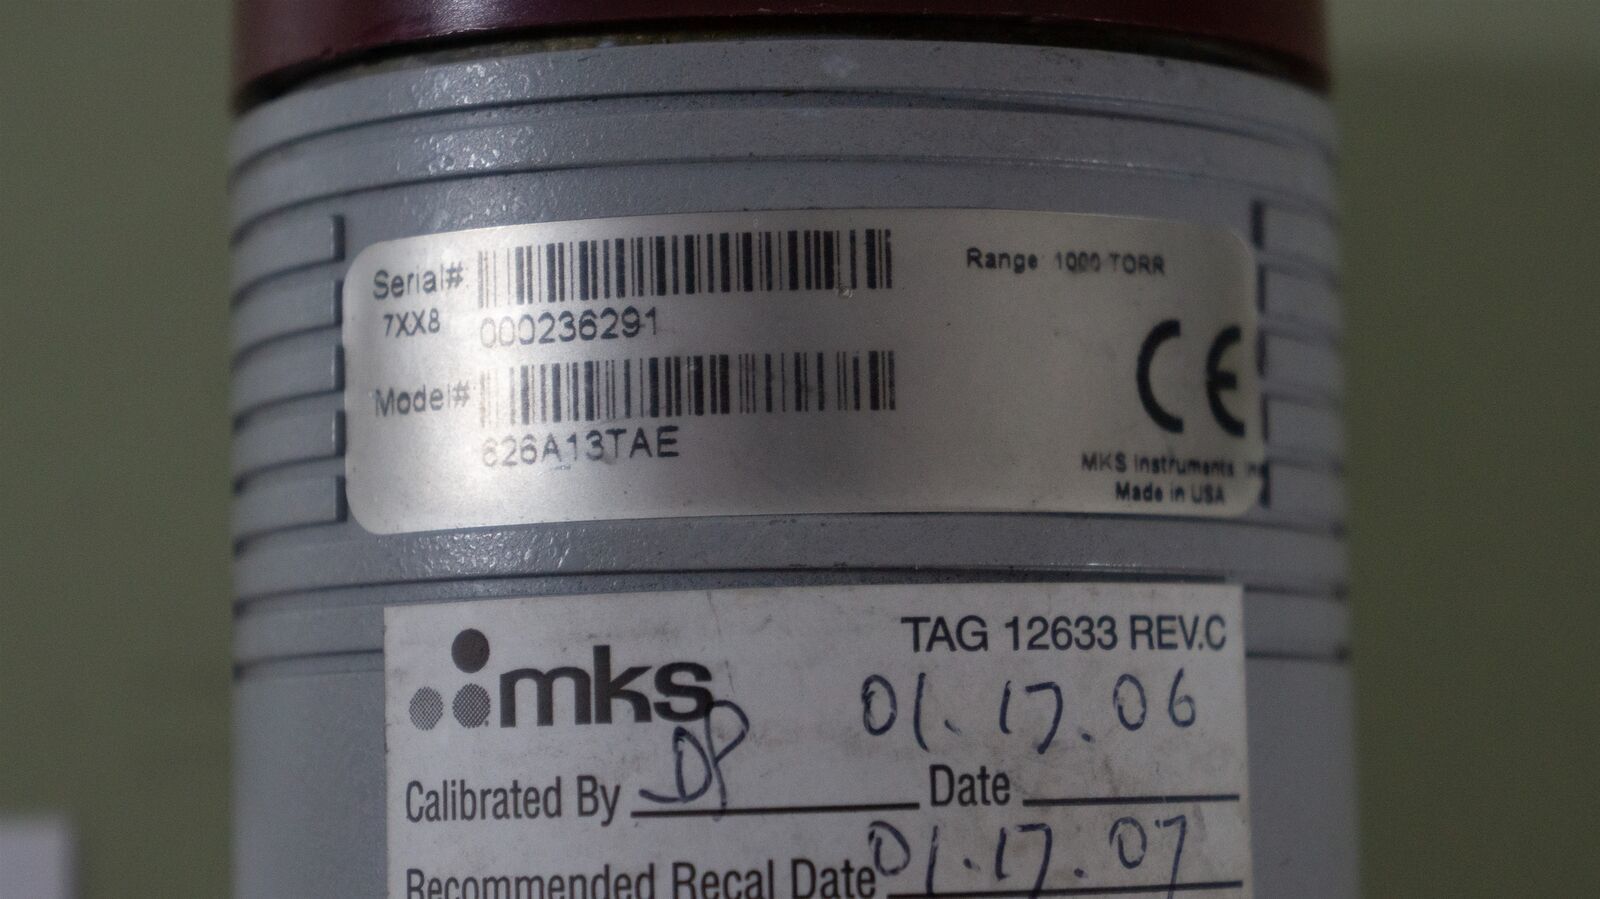 Serial#
7XX8
000236291
Range: 1000 TORR
Model#
626A13TAE
CE
MKS Instruments
Made in USA
mks
TAG 12633 REV.C
01.17.06
Calibrated By DP Date
01.17.07
Recommended Recal Date